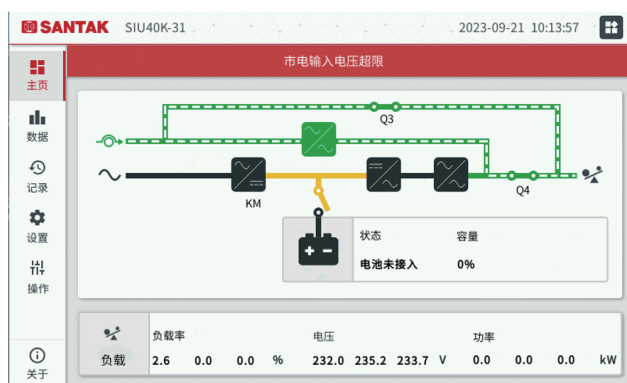 SANTAK SIU40K-31 2023-09-21 10:13:57
市电输入电压超限
主页
数据
记录
设置
操作
关于
Q3
KM
Q4
状态 容量
电池未接入 0%
负载
负载率 电压 功率
2.6 0.0 0.0 % 232.0 235.2 233.7 V 0.0 0.0 0.0 kW